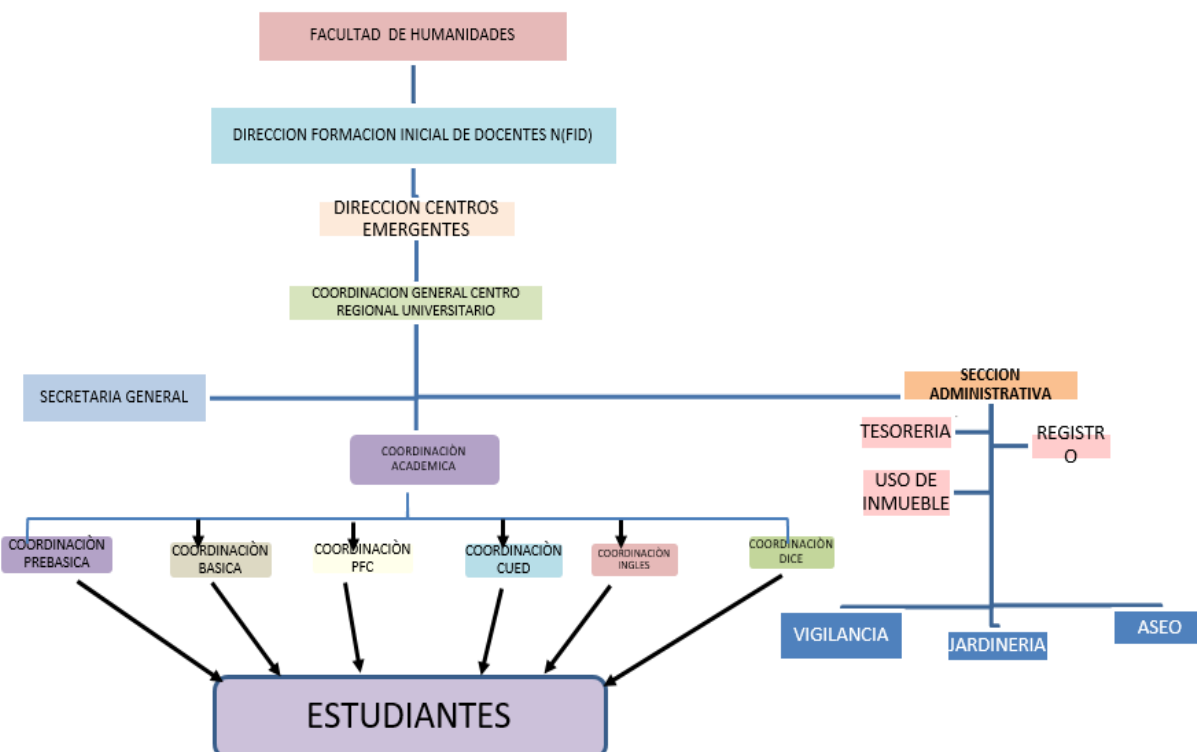 FACULTAD DE HUMANIDADES
DIRECCION FORMACION INICIAL DE DOCENTES N(FID)
DIRECCION CENTROS
EMERGENTES
COORDINACION GENERAL CENTRO
REGIONAL UNIVERSITARIO
SECRETARIA GENERAL
SECCION
ADMINISTRATIVA
TESORERIA
REGISTR
O
USO DE
INMUEBLE
COORDINACIÒN
ACADEMICA
COORDINACIÒN
PREBASICA
COORDINACIÒN
BASICA
COORDINACIÒN
PFC
COORDINACIÒN
CUED
COORDINACIÒN
INGLES
COORDINACIÒN
DICE
VIGILANCIA
JARDINERIA
ASEO
ESTUDIANTES